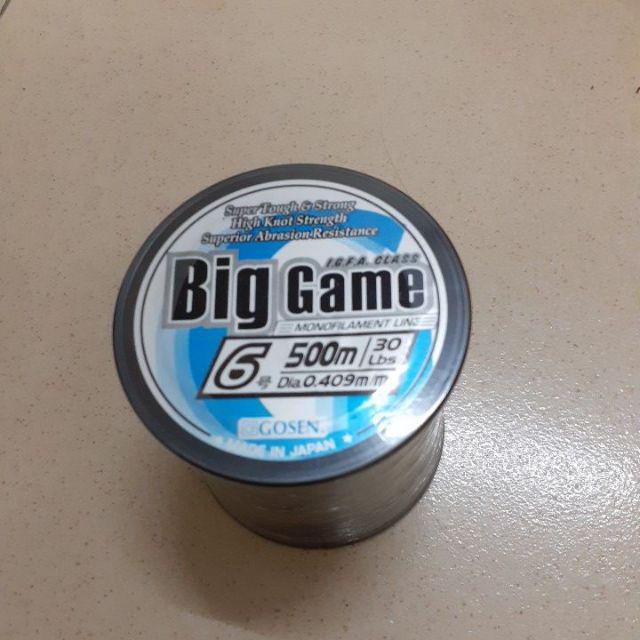 Super Tough & Strong
High Knot Strength
Superior Abrasion Resistance
I.G.F.A. CLASS
Big Game
MONOFILAMENT LINE
6号 500m 30 Lbs
Dia.0.409m/m
GOSEN
★ MADE IN JAPAN ★